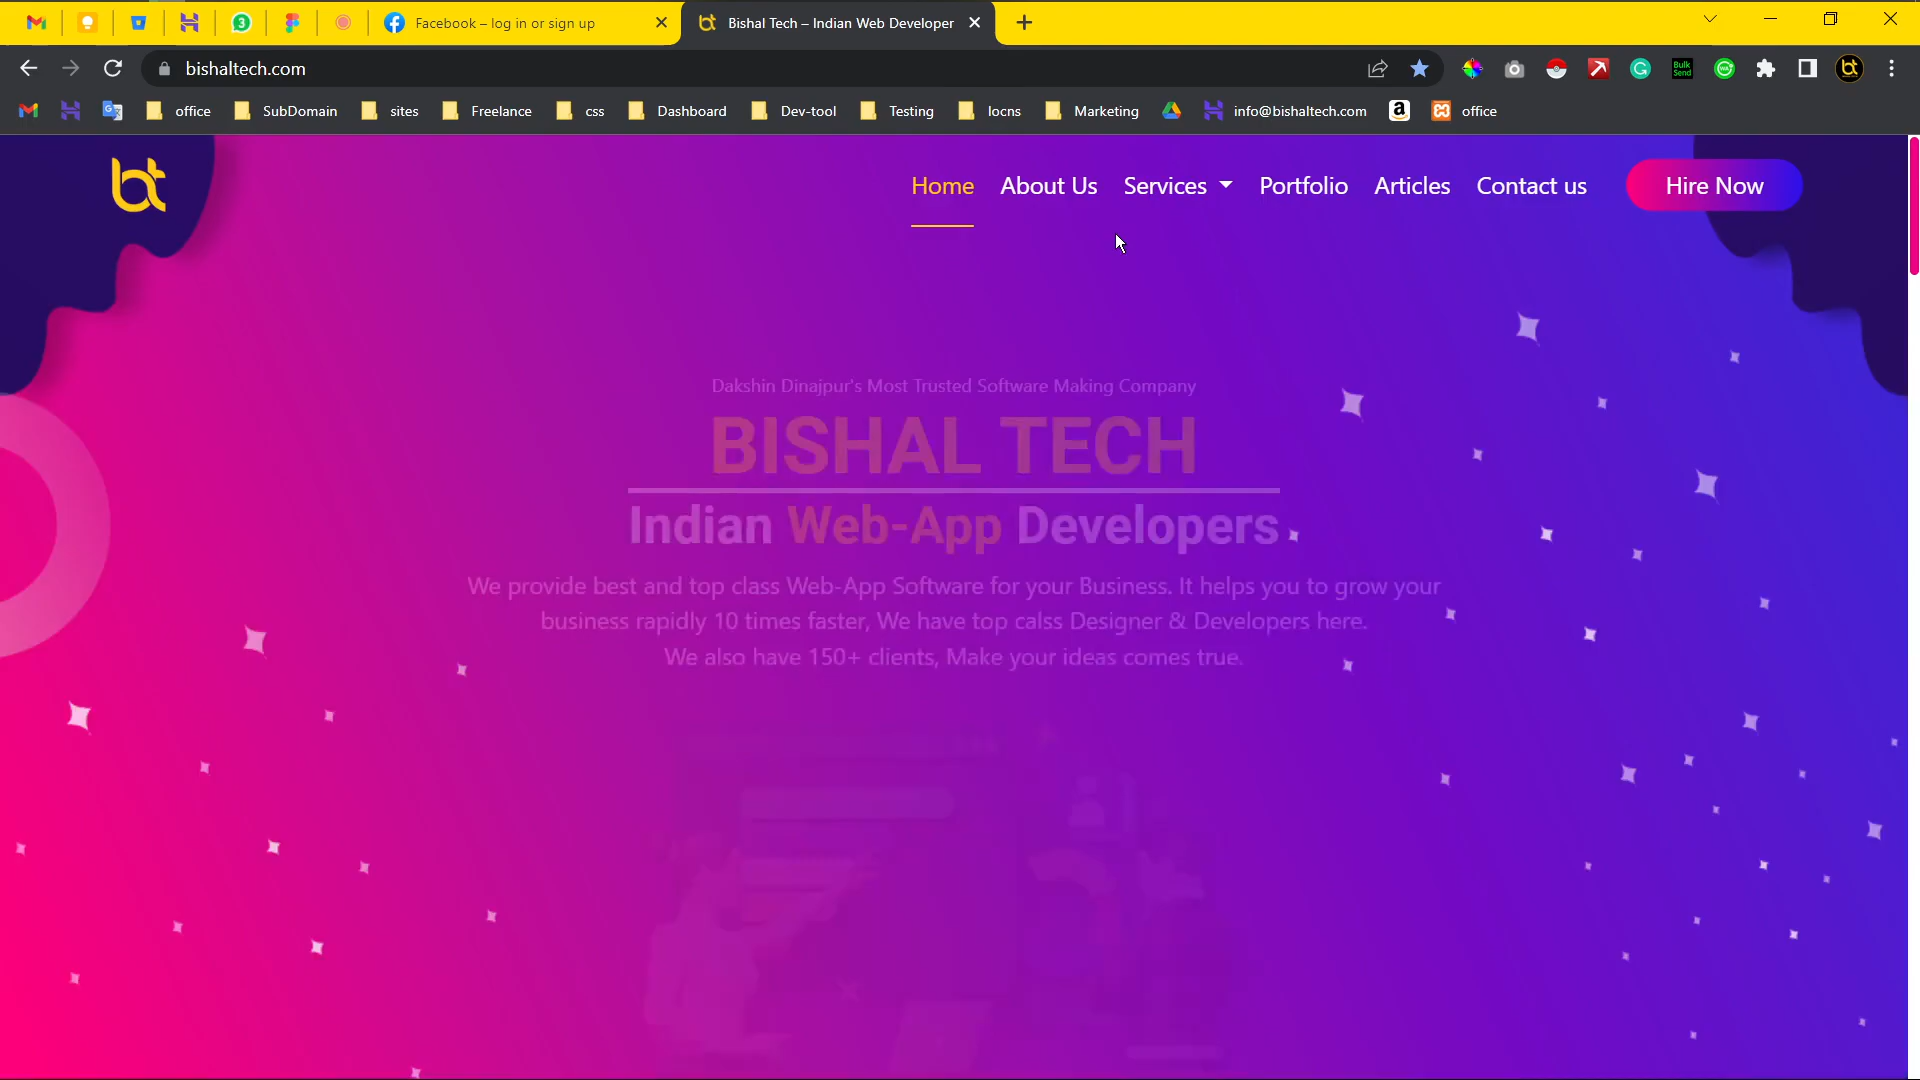 Facebook – log in or sign up
Bishal Tech – Indian Web Developer
bishaltech.com
Bulk Send
bt
office
SubDomain
sites
Freelance
css
Dashboard
Dev-tool
Testing
locns
Marketing
info@bishaltech.com
office
bt
Home
About Us
Services
Portfolio
Articles
Contact us
Hire Now
Dakshin Dinajpur's Most Trusted Software Making Company
BISHAL TECH
Indian Web-App Developers
We provide best and top class Web-App Software for your Business. It helps you to grow your
business rapidly 10 times faster, We have top calss Designer & Developers here.
We also have 150+ clients, Make your ideas comes true.